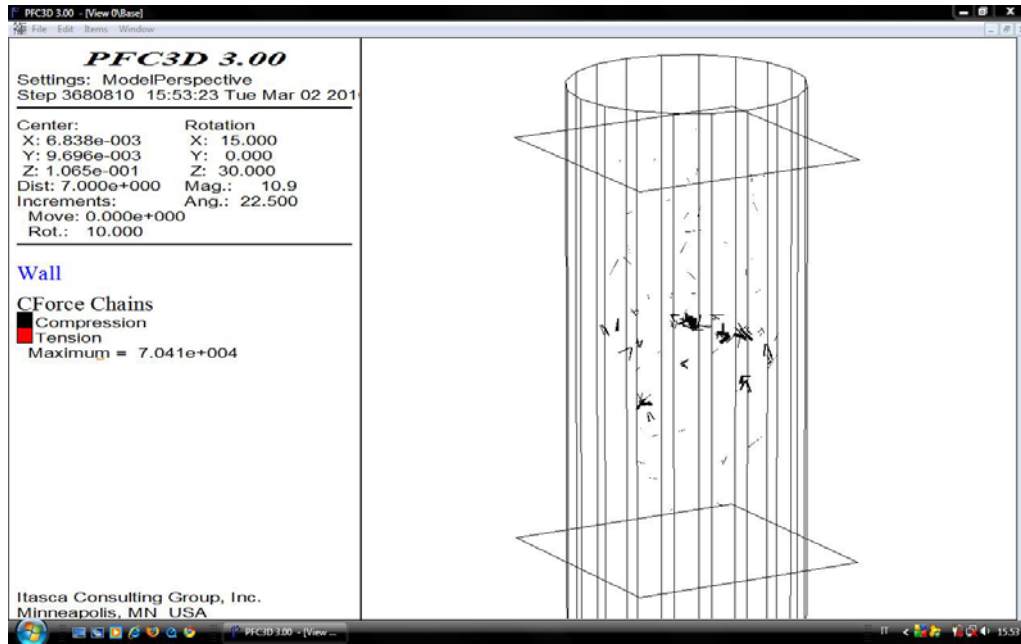 PFC3D 3.00 - [View 0\Base]
File Edit Items Window
PFC3D 3.00
Settings: ModelPerspective
Step 3680810 15:53:23 Tue Mar 02 201
Center: Rotation
X: 6.838e-003 X: 15.000
Y: 9.696e-003 Y: 0.000
Z: 1.065e-001 Z: 30.000
Dist: 7.000e+000 Mag.: 10.9
Increments: Ang.: 22.500
Move: 0.000e+000
Rot.: 10.000
Wall
CForce Chains
Compression
Tension
Maximum = 7.041e+004
Itasca Consulting Group, Inc.
Minneapolis, MN USA
PFC3D 3.00 - [View ...
IT
15.53